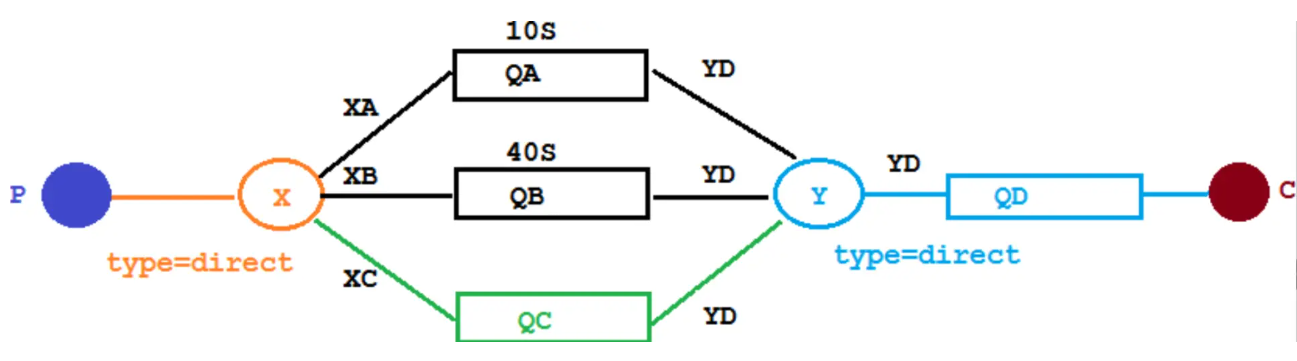 10S
QA
YD
XA
40S
XB
YD
YD
P
X
QB
Y
QD
C
type=direct
type=direct
XC
QC
YD